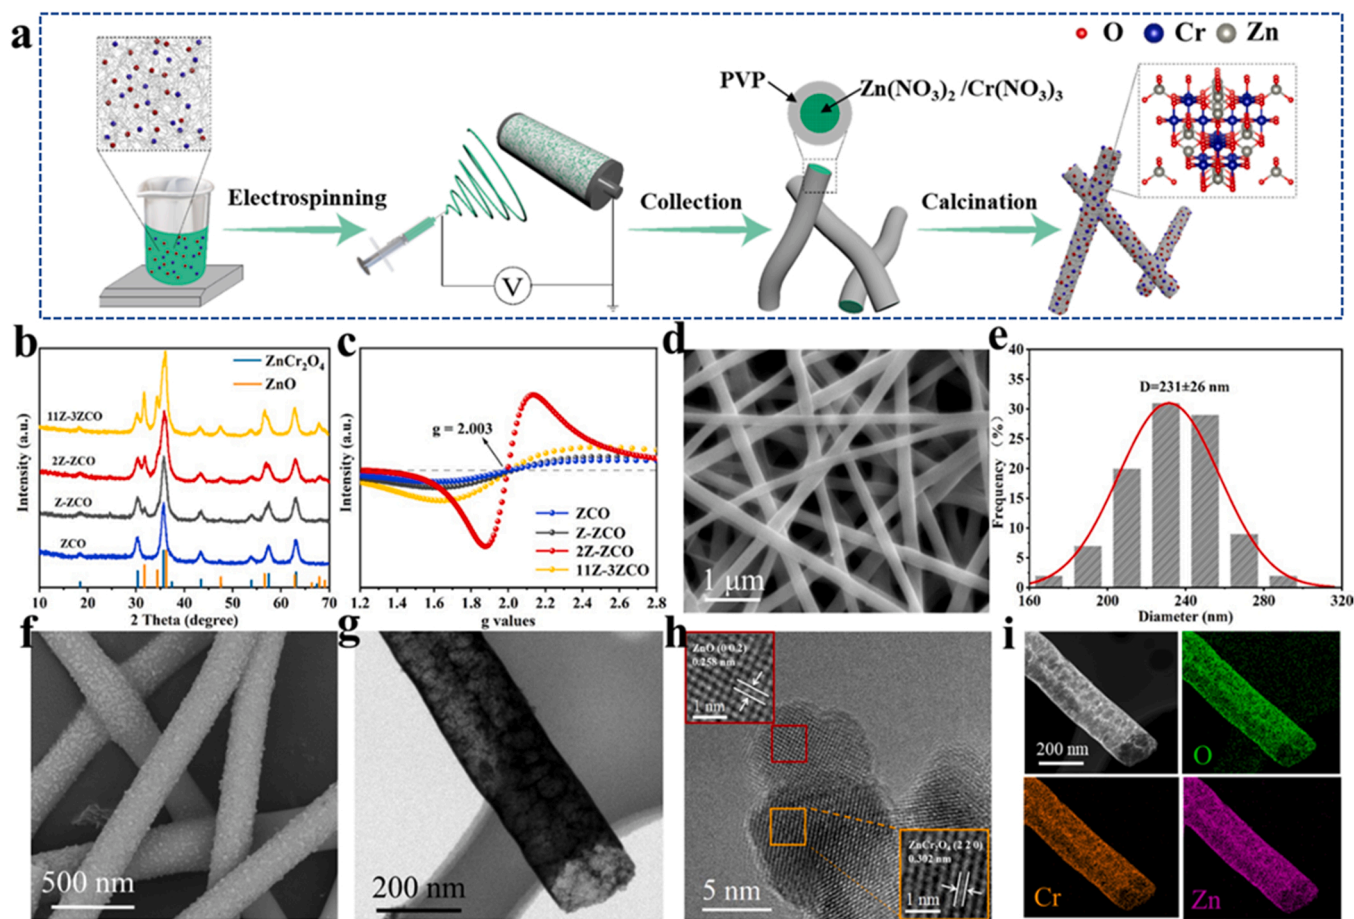 a
O Cr Zn
PVP
Zn(NO₃)₂ /Cr(NO₃)₃
Electrospinning
Collection
Calcination
V
b
ZnCr₂O₄
ZnO
11Z-3ZCO
2Z-ZCO
Z-ZCO
ZCO
Intensity (a.u.)
10 20 30 40 50 60 70
2 Theta (degree)
c
g = 2.003
ZCO
Z-ZCO
2Z-ZCO
11Z-3ZCO
Intensity (a.u.)
1.2 1.4 1.6 1.8 2.0 2.2 2.4 2.6 2.8
g values
d
1 μm
e
D=231±26 nm
Frequency (%)
40
35
30
25
20
15
10
5
0
160 200 240 280 320
Diameter (nm)
f
500 nm
g
200 nm
h
ZnO (0 0 2)
0.258 nm
1 nm
ZnCr₂O₄ (2 2 0)
0.302 nm
1 nm
5 nm
i
200 nm
O
Cr
Zn